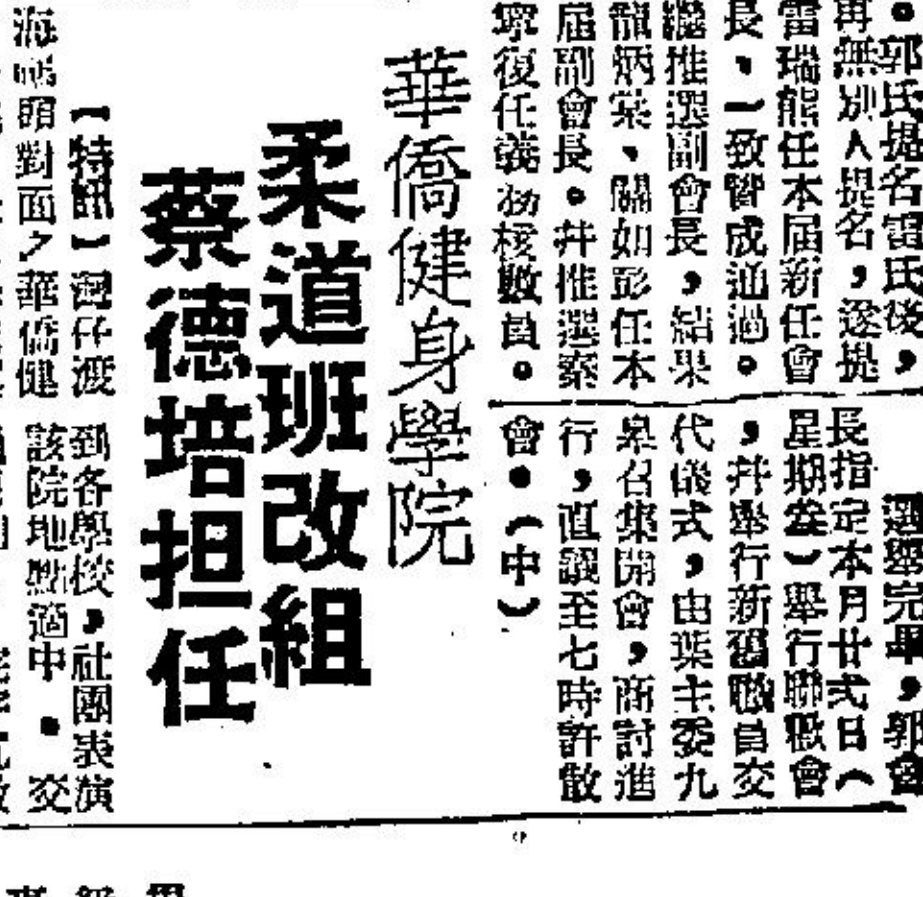 。郭氏提名雷氏後,
再無別人提名,遂提
雷瑞熊任本屆新任會
長、一致贊成通過。
繼推選副會長,結果
龍炳棠、關如彭任本
屆副會長。并推選蔡
寧復任義務核數員。
選舉完畢,郭會
長指定本月廿式日(
星期叁)舉行聯歡會
,并舉行新舊職員交
代儀式,由葉主委九
臯召集開會,商討進
行,直議至七時許散
會。(中)
華僑健身學院
柔道班改組
蔡德培担任
【特訊】灣仔渡
海碼頭對面之華僑健
到各學校,社團表演
該院地點適中。交